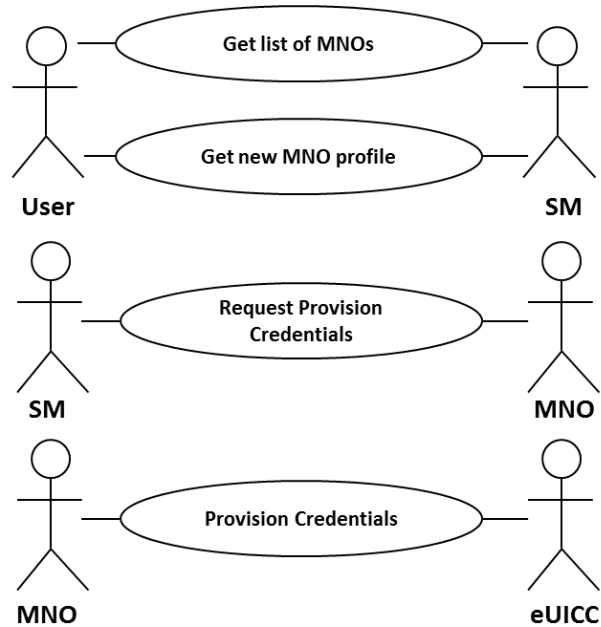 Get list of MNOs
Get new MNO profile
User
SM
Request Provision
Credentials
SM
MNO
Provision Credentials
MNO
eUICC